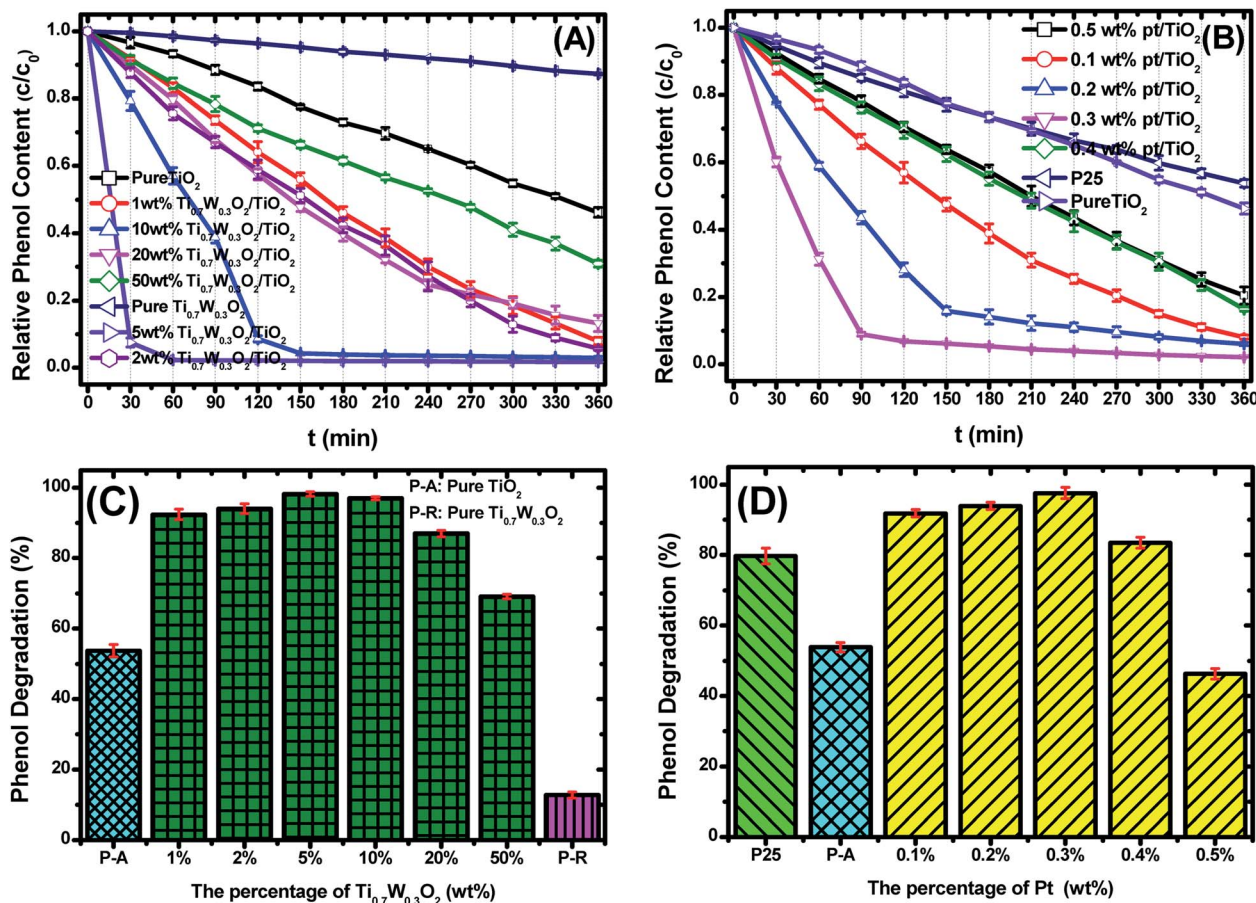 (A)
Relative Phenol Content (c/c₀)
1.0
0.8
0.6
0.4
0.2
0.0
PureTiO₂
1wt% Ti₀.₇W₀.₃O₂/TiO₂
10wt% Ti₀.₇W₀.₃O₂/TiO₂
20wt% Ti₀.₇W₀.₃O₂/TiO₂
50wt% Ti₀.₇W₀.₃O₂/TiO₂
Pure Ti₀.₇W₀.₃O₂
5wt% Ti₀.₇W₀.₃O₂/TiO₂
2wt% Ti₀.₇W₀.₃O₂/TiO₂
0 30 60 90 120 150 180 210 240 270 300 330 360
t (min)
(B)
Relative Phenol Content (c/c₀)
1.0
0.8
0.6
0.4
0.2
0.0
0.5 wt% pt/TiO₂
0.1 wt% pt/TiO₂
0.2 wt% pt/TiO₂
0.3 wt% pt/TiO₂
0.4 wt% pt/TiO₂
P25
PureTiO₂
0 30 60 90 120 150 180 210 240 270 300 330 360
t (min)
(C)
Phenol Degradation (%)
100
80
60
40
20
0
P-A: Pure TiO₂
P-R: Pure Ti₀.₇W₀.₃O₂
P-A 1% 2% 5% 10% 20% 50% P-R
The percentage of Ti₀.₇W₀.₃O₂ (wt%)
(D)
Phenol Degradation (%)
100
80
60
40
20
0
P25 P-A 0.1% 0.2% 0.3% 0.4% 0.5%
The percentage of Pt (wt%)